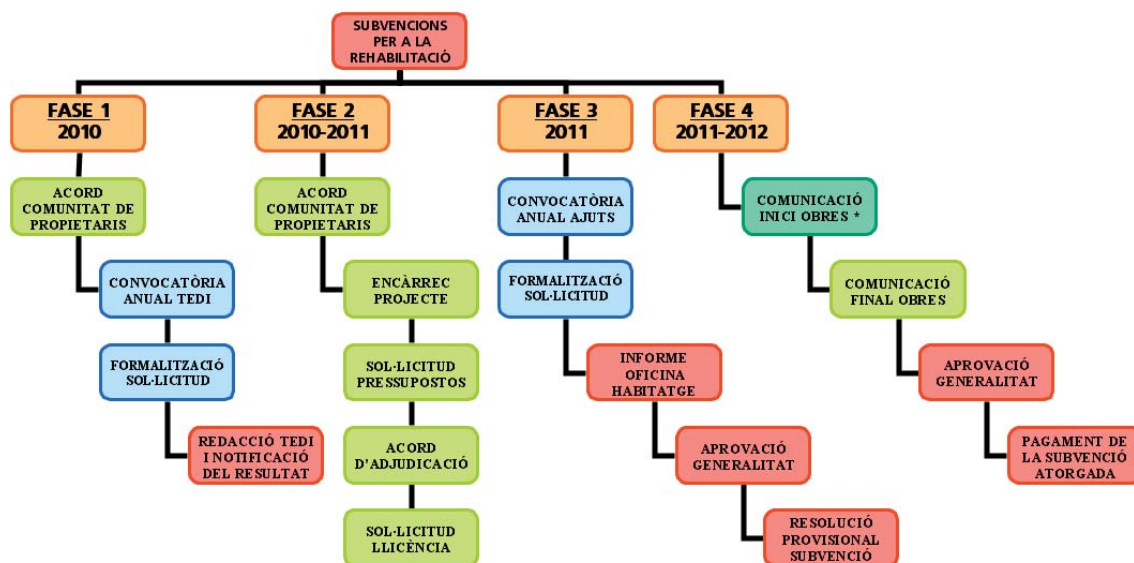 SUBVENCIONS
PER A LA
REHABILITACIÓ
FASE 1
2010
FASE 2
2010-2011
FASE 3
2011
FASE 4
2011-2012
ACORD
COMUNITAT DE
PROPIETARIS
CONVOCATÒRIA
ANUAL TEDI
FORMALITZACIÓ
SOL·LICITUD
REDACCIÓ TEDI
I NOTIFICACIÓ
DEL RESULTAT
ACORD
COMUNITAT DE
PROPIETARIS
ENCÀRREC
PROJECTE
SOL·LICITUD
PRESSUPOSTOS
ACORD
D'ADJUDICACIÓ
SOL·LICITUD
LLICÈNCIA
CONVOCATÒRIA
ANUAL AJUTS
FORMALITZACIÓ
SOL·LICITUD
INFORME
OFICINA
HABITATGE
APROVACIÓ
GENERALITAT
RESOLUCIÓ
PROVISIONAL
SUBVENCIÓ
COMUNICACIÓ
INICI OBRES *
COMUNICACIÓ
FINAL OBRES
APROVACIÓ
GENERALITAT
PAGAMENT DE
LA SUBVENCIÓ
ATORGADA